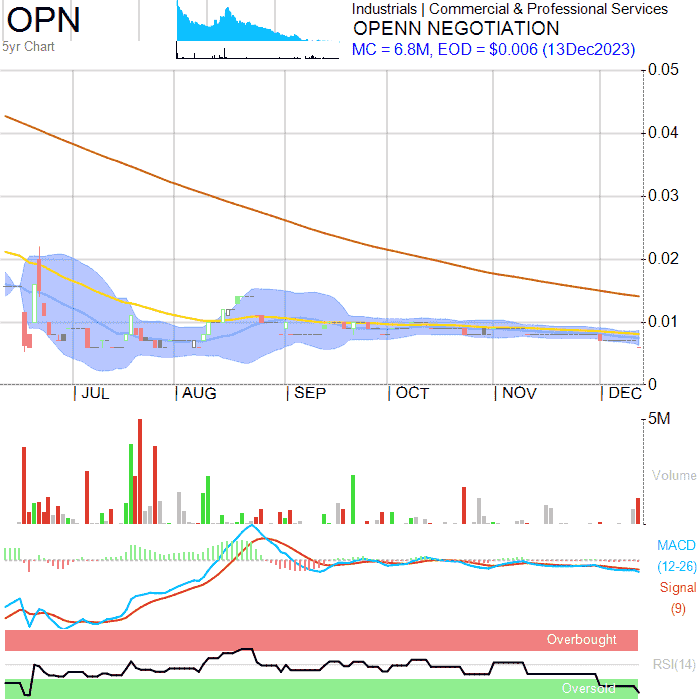 OPN
5yr Chart
Industrials | Commercial & Professional Services
OPENN NEGOTIATION
MC = 6.8M, EOD = $0.006 (13Dec2023)
0.05
0.04
0.03
0.02
0.01
0
JUL AUG SEP OCT NOV DEC
5M
Volume
MACD
(12-26)
Signal
(9)
Overbought
RSI(14)
Oversold